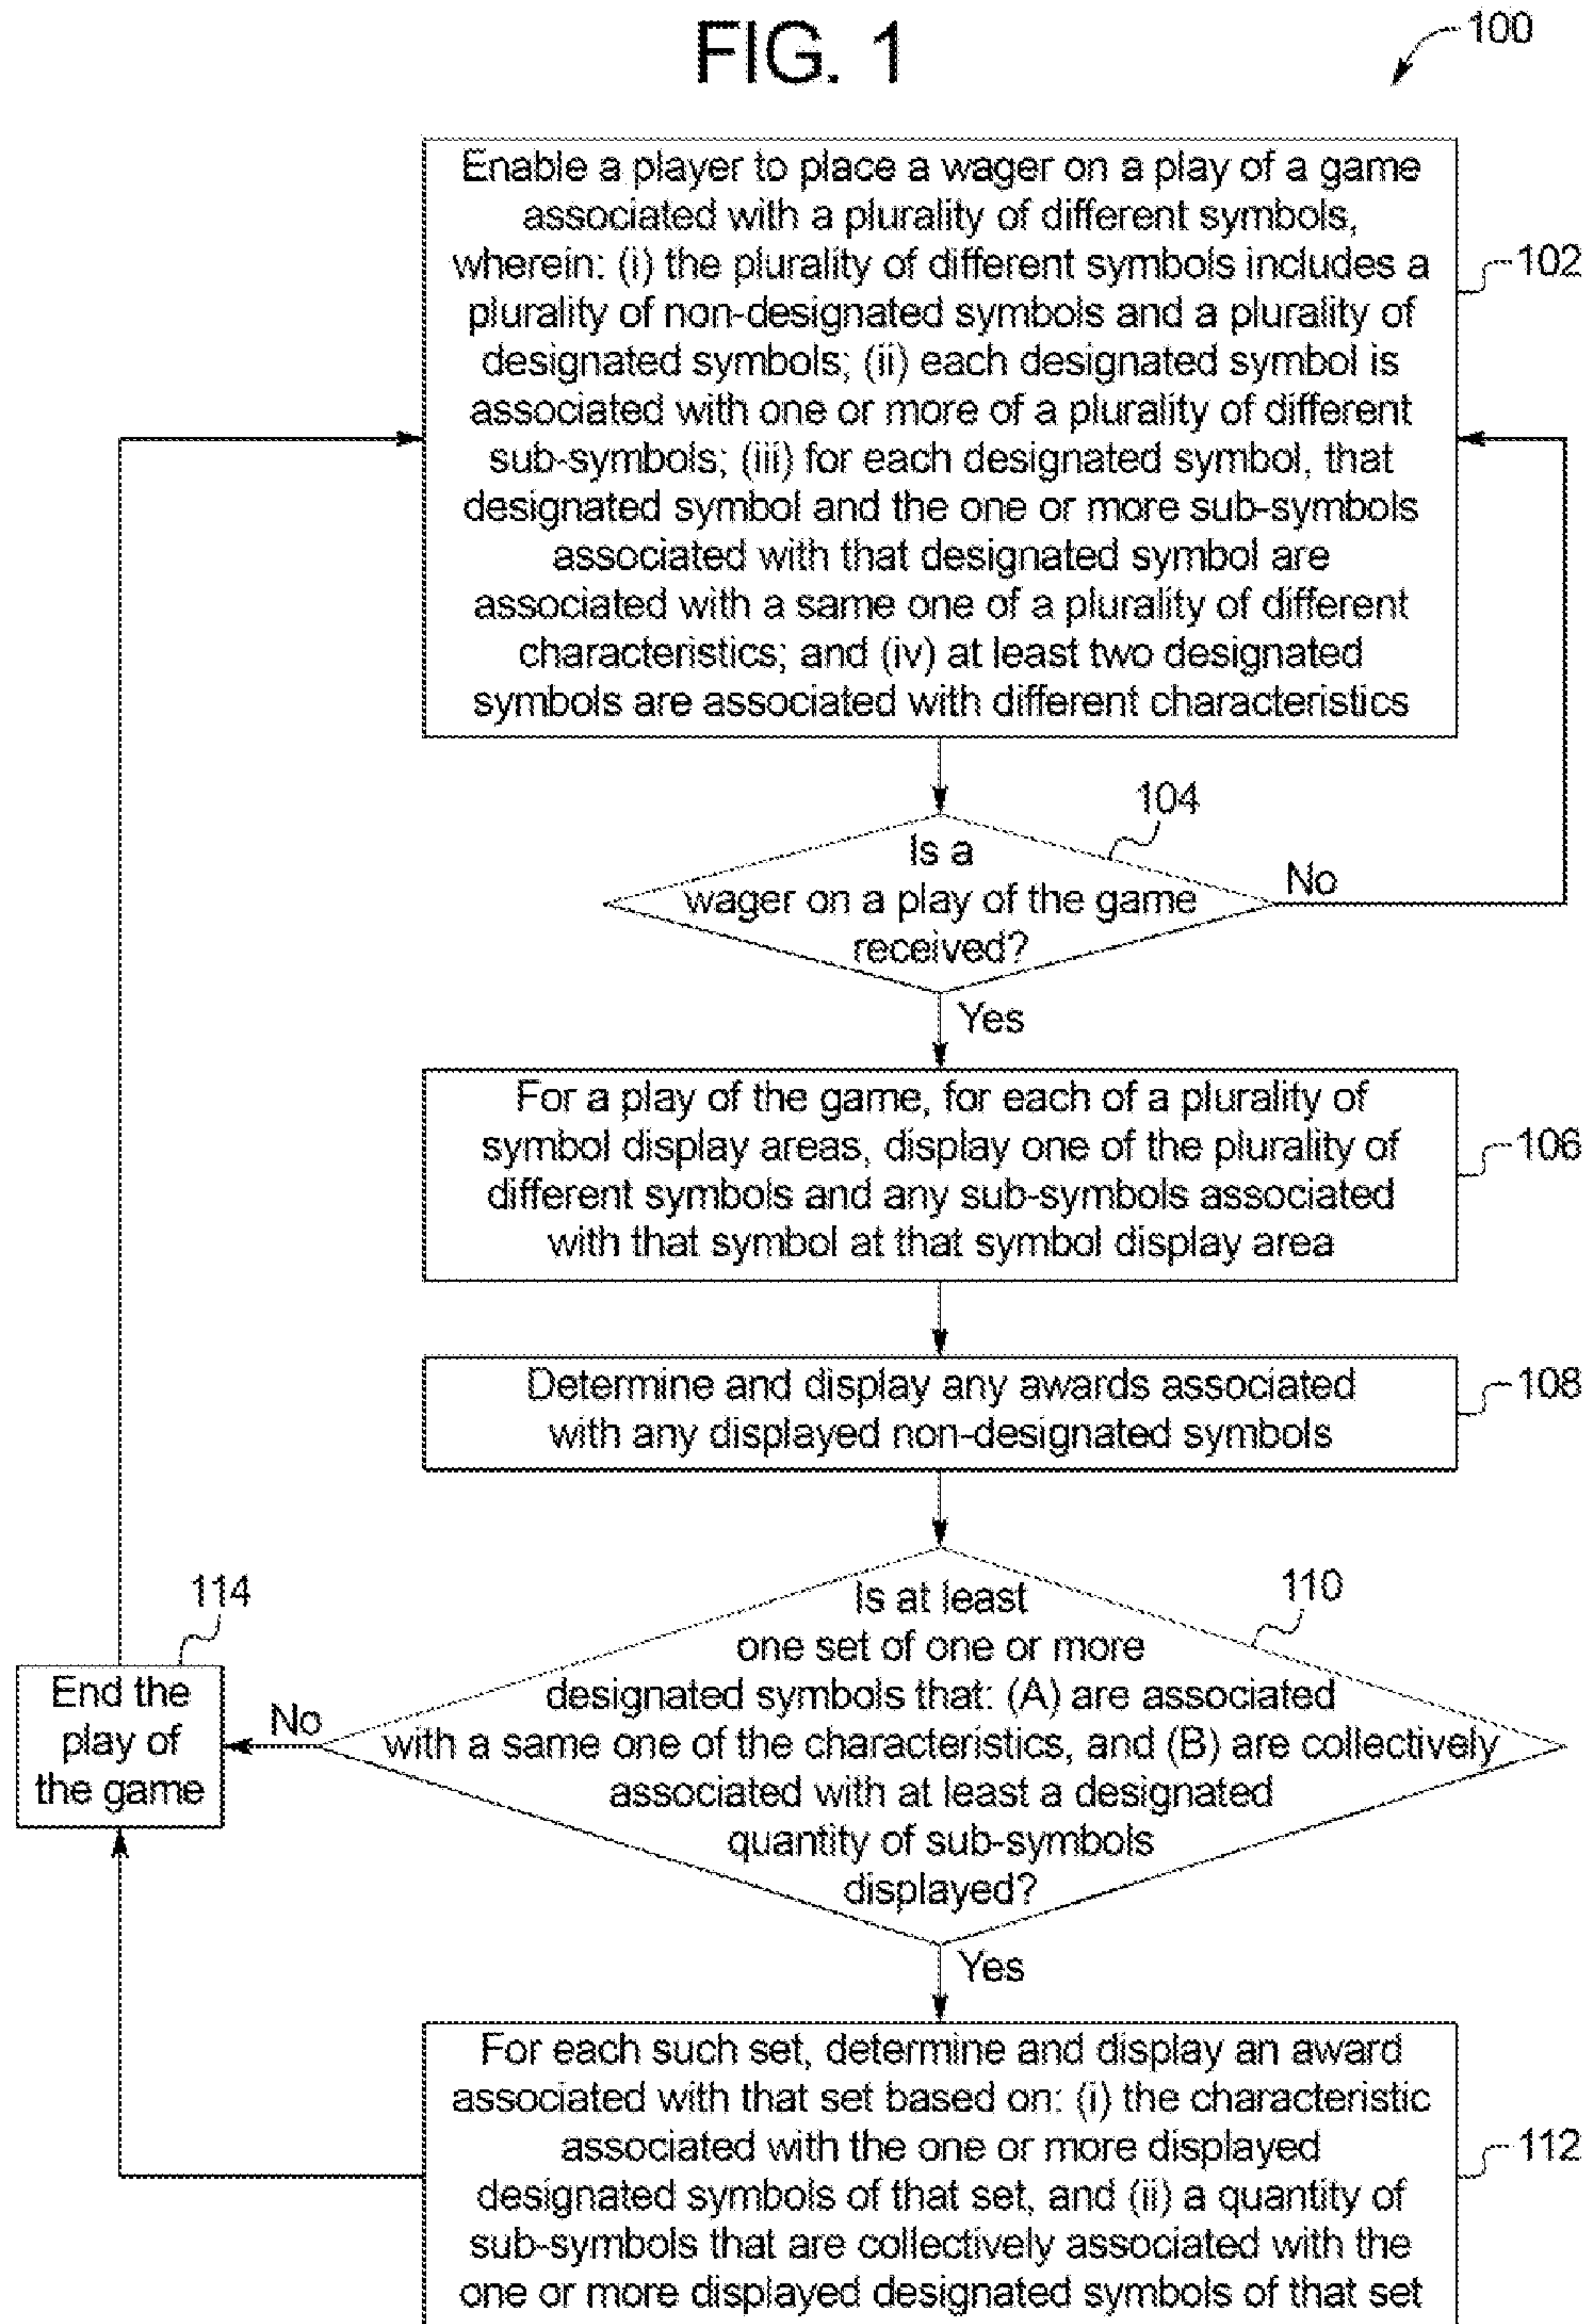 FIG. 1
100
Enable a player to place a wager on a play of a game
associated with a plurality of different symbols,
wherein: (i) the plurality of different symbols includes a
plurality of non-designated symbols and a plurality of
designated symbols; (ii) each designated symbol is
associated with one or more of a plurality of different
sub-symbols; (iii) for each designated symbol, that
designated symbol and the one or more sub-symbols
associated with that designated symbol are
associated with a same one of a plurality of different
characteristics; and (iv) at least two designated
symbols are associated with different characteristics
102
104
Is a
wager on a play of the game
received?
No
Yes
For a play of the game, for each of a plurality of
symbol display areas, display one of the plurality of
different symbols and any sub-symbols associated
with that symbol at that symbol display area
106
Determine and display any awards associated
with any displayed non-designated symbols
108
110
Is at least
one set of one or more
designated symbols that: (A) are associated
with a same one of the characteristics, and (B) are collectively
associated with at least a designated
quantity of sub-symbols
displayed?
No
114
End the
play of
the game
Yes
For each such set, determine and display an award
associated with that set based on: (i) the characteristic
associated with the one or more displayed
designated symbols of that set, and (ii) a quantity of
sub-symbols that are collectively associated with the
one or more displayed designated symbols of that set
112